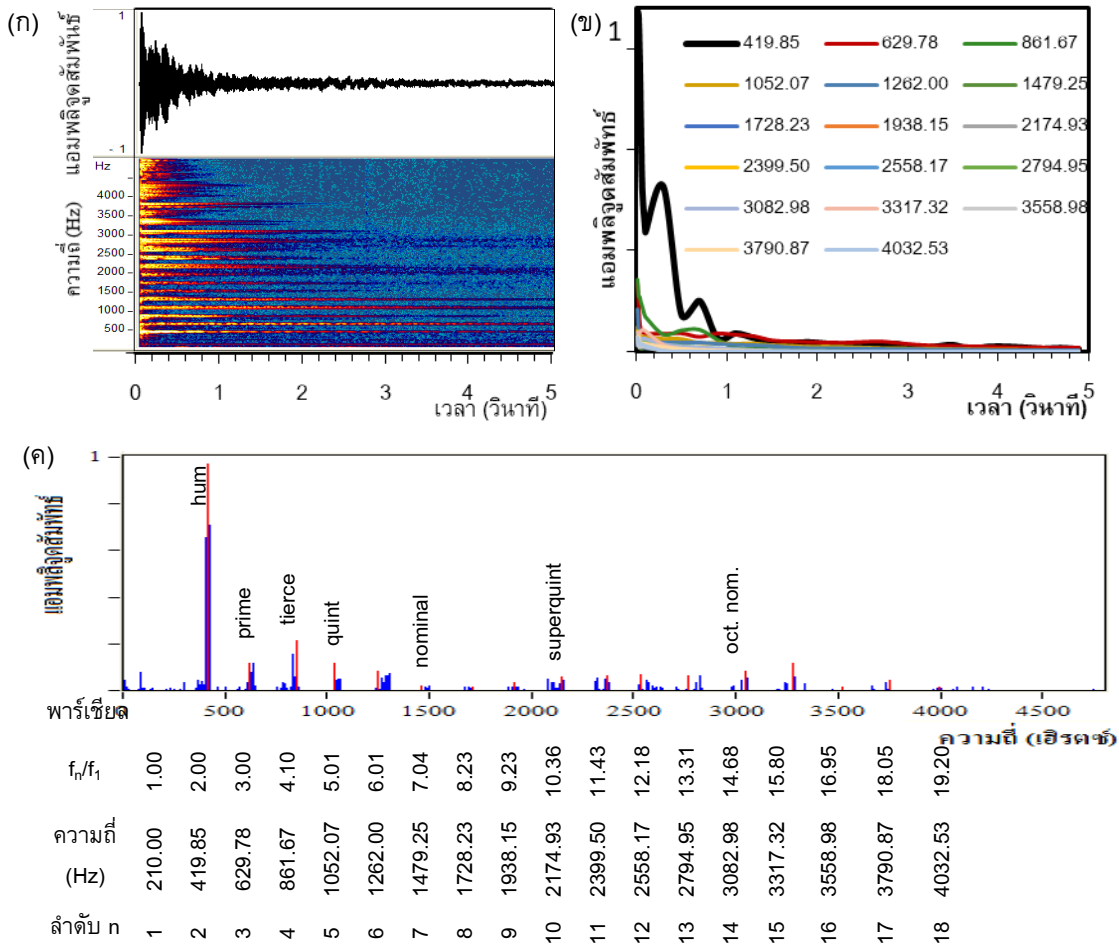 (ก)
1
- 1
แอมพลิจูดสัมพันธ์
Hz
4000
3500
3000
2500
2000
1500
1000
500
ความถี่ (Hz)
0 1 2 3 4 5
เวลา (วินาที)
(ข)
1
แอมพลิจูดสัมพัทธ์
419.85 629.78 861.67
1052.07 1262.00 1479.25
1728.23 1938.15 2174.93
2399.50 2558.17 2794.95
3082.98 3317.32 3558.98
3790.87 4032.53
0 1 2 3 4 5
เวลา (วินาที)
(ค)
1
แอมพลิจูดสัมพัทธ์
hum
prime
tierce
quint
nominal
superquint
oct. nom.
0 500 1000 1500 2000 2500 3000 3500 4000 4500
ความถี่ (เฮิรตซ์)
พาร์เชียล
fn/f1 1.00 2.00 3.00 4.10 5.01 6.01 7.04 8.23 9.23 10.36 11.43 12.18 13.31 14.68 15.80 16.95 18.05 19.20
ความถี่ (Hz) 210.00 419.85 629.78 861.67 1052.07 1262.00 1479.25 1728.23 1938.15 2174.93 2399.50 2558.17 2794.95 3082.98 3317.32 3558.98 3790.87 4032.53
ลำดับ n 1 2 3 4 5 6 7 8 9 10 11 12 13 14 15 16 17 18